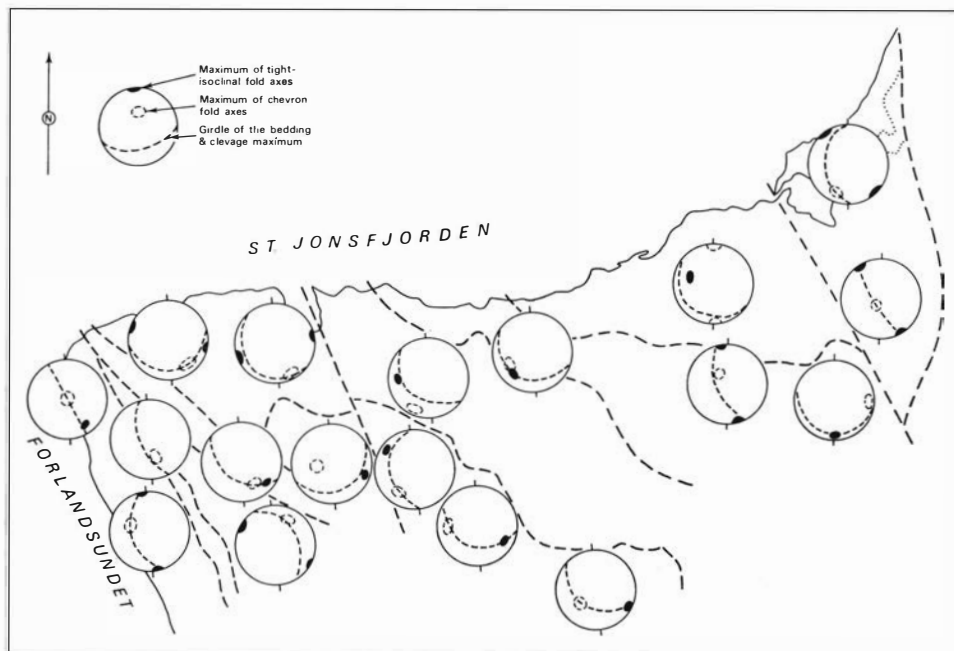 Maximum of tight-
isoclinal fold axes
Maximum of chevron
fold axes
Girdle of the bedding
& clevage maximum
N
ST. JONSFJORDEN
FORLANDSUNDET